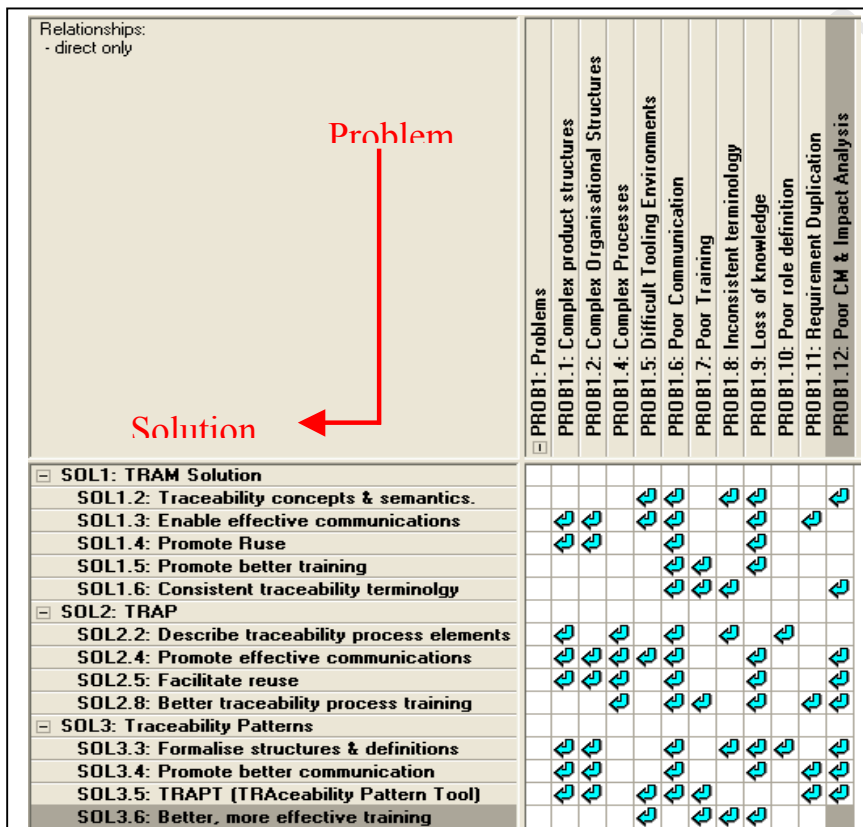 Relationships:
- direct only
Problem
Solution
PROB1: Problems
PROB1.1: Complex product structures
PROB1.2: Complex Organisational Structures
PROB1.4: Complex Processes
PROB1.5: Difficult Tooling Environments
PROB1.6: Poor Communication
PROB1.7: Poor Training
PROB1.8: Inconsistent terminology
PROB1.9: Loss of knowledge
PROB1.10: Poor role definition
PROB1.11: Requirement Duplication
PROB1.12: Poor CM & Impact Analysis
SOL1: TRAM Solution
SOL1.2: Traceability concepts & semantics.
SOL1.3: Enable effective communications
SOL1.4: Promote Ruse
SOL1.5: Promote better training
SOL1.6: Consistent traceability terminolgy
SOL2: TRAP
SOL2.2: Describe traceability process elements
SOL2.4: Promote effective communications
SOL2.5: Facilitate reuse
SOL2.8: Better traceability process training
SOL3: Traceability Patterns
SOL3.3: Formalise structures & definitions
SOL3.4: Promote better communication
SOL3.5: TRAPT (TRAceability Pattern Tool)
SOL3.6: Better, more effective training